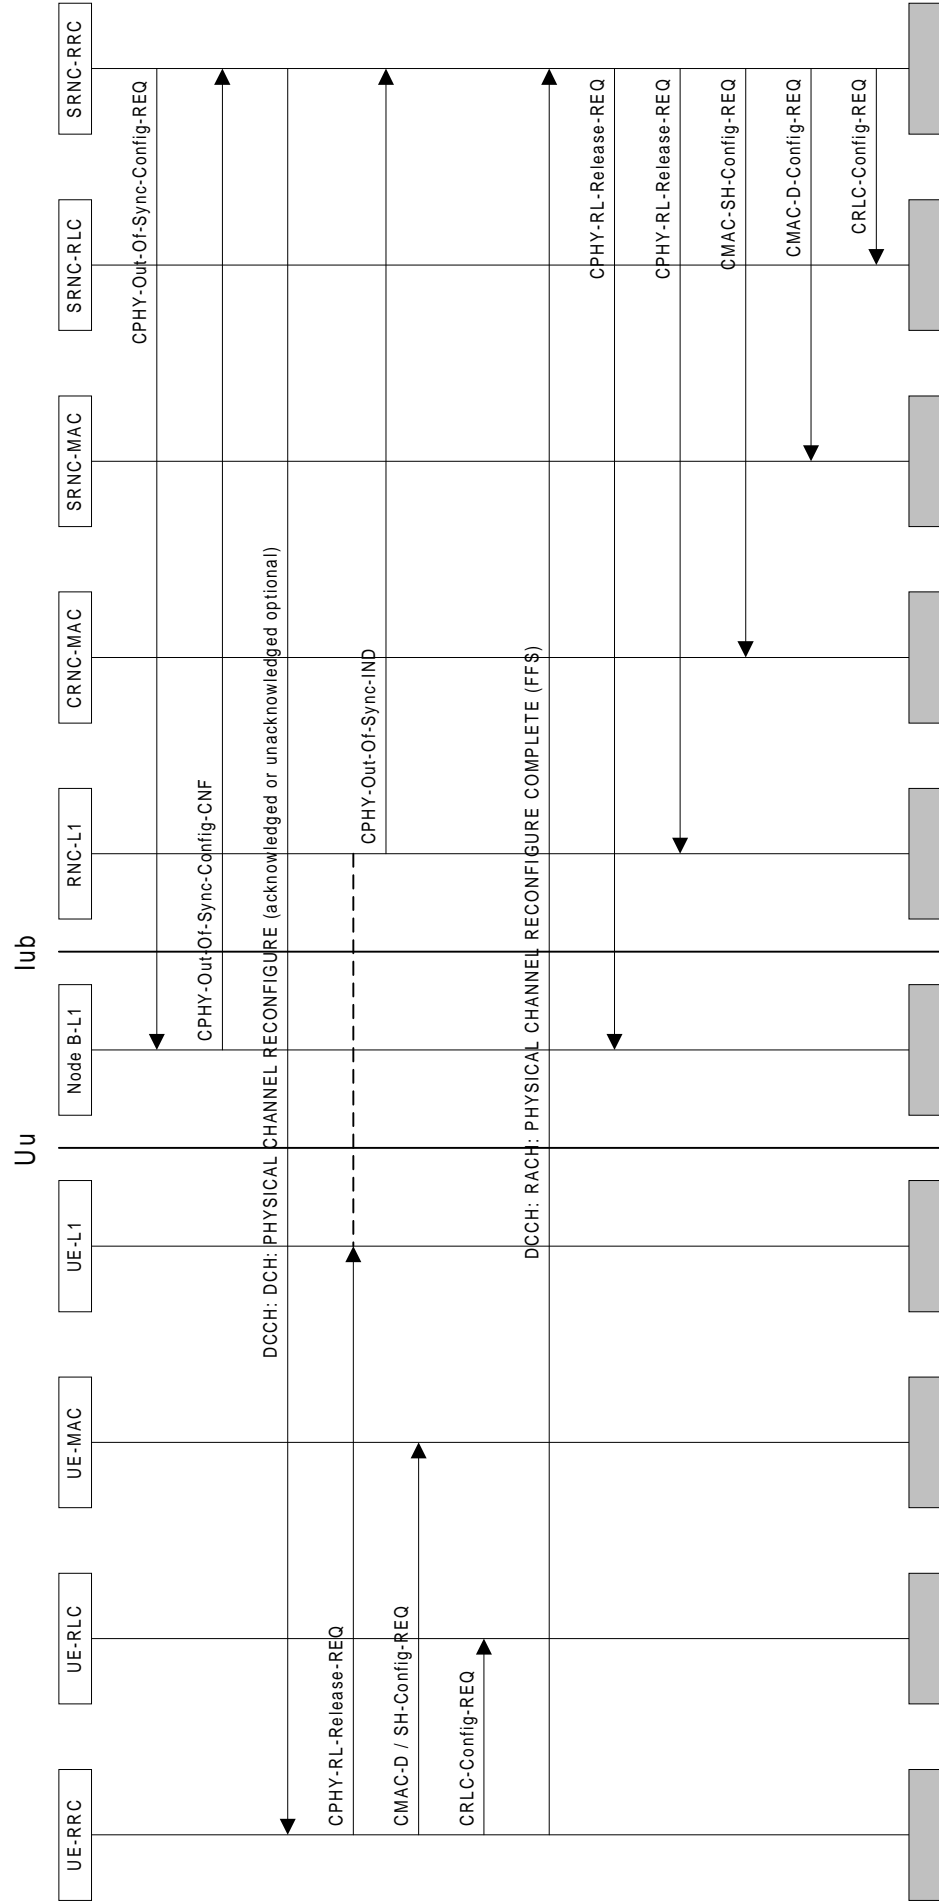 Uu
Iub
UE-RRC
UE-RLC
UE-MAC
UE-L1
Node B-L1
RNC-L1
CRNC-MAC
SRNC-MAC
SRNC-RLC
SRNC-RRC
CPHY-Out-Of-Sync-Config-REQ
CPHY-Out-Of-Sync-Config-CNF
DCCH: DCH: PHYSICAL CHANNEL RECONFIGURE (acknowledged or unacknowledged optional)
CPHY-RL-Release-REQ
CPHY-Out-Of-Sync-IND
CMAC-D / SH-Config-REQ
CRLC-Config-REQ
DCCH: RACH: PHYSICAL CHANNEL RECONFIGURE COMPLETE (FFS)
CPHY-RL-Release-REQ
CPHY-RL-Release-REQ
CMAC-SH-Config-REQ
CMAC-D-Config-REQ
CRLC-Config-REQ